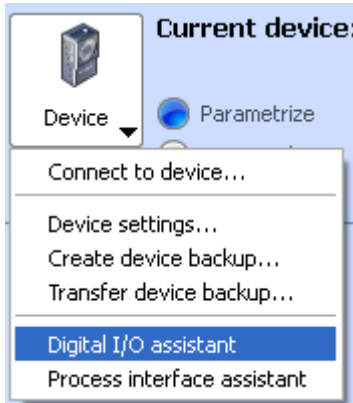 Current device:
Device
Parametrize
Connect to device...
Device settings...
Create device backup...
Transfer device backup...
Digital I/O assistant
Process interface assistant